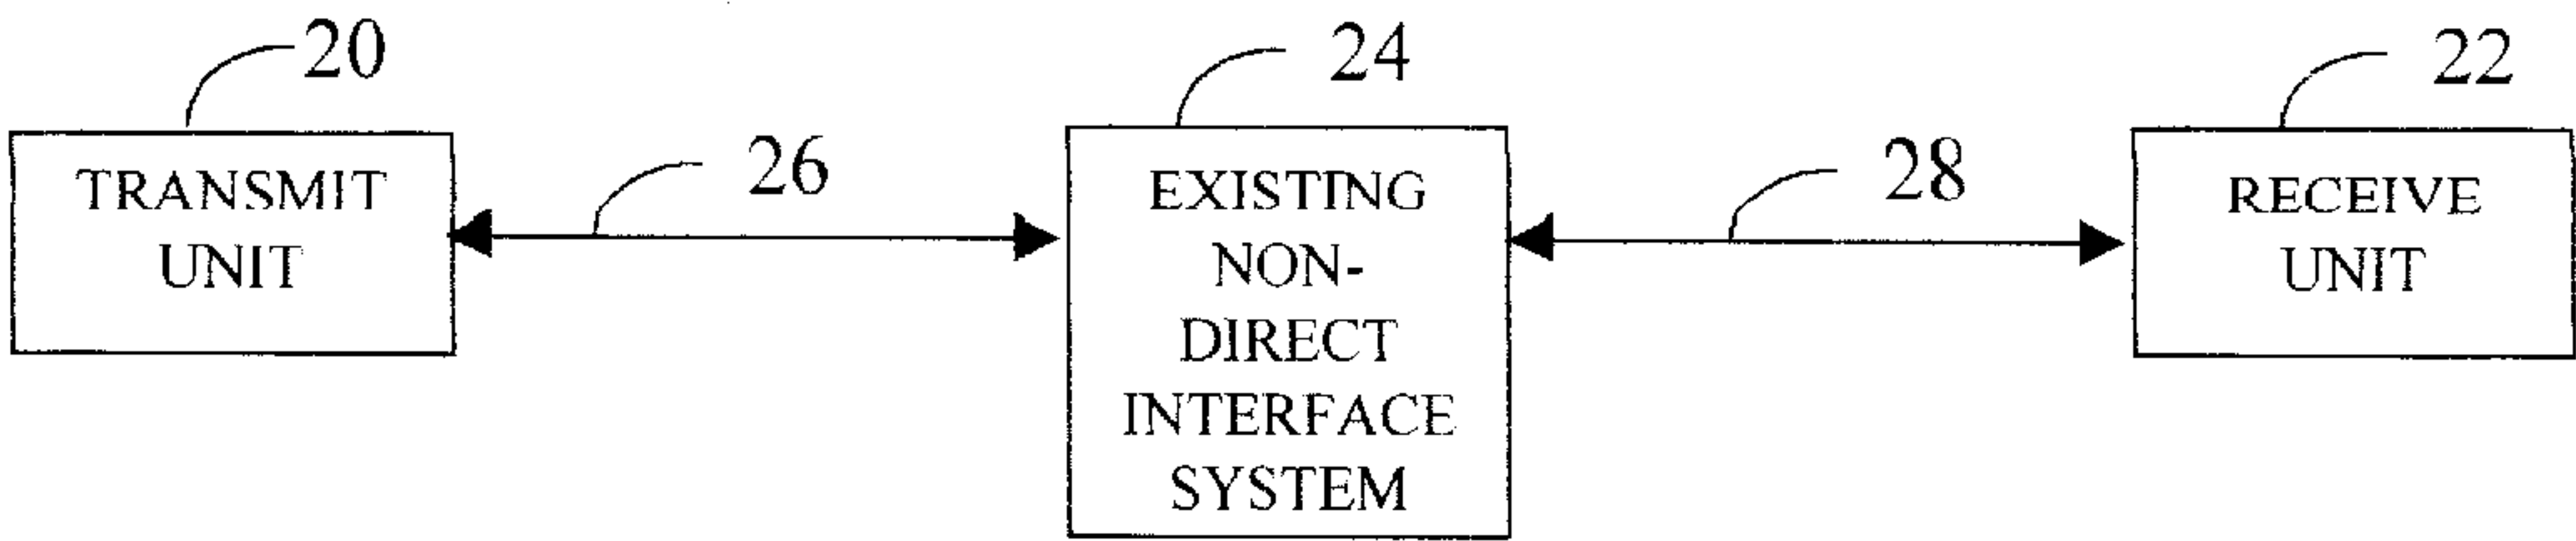 20
24
22
26
28
TRANSMIT
UNIT
EXISTING
NON-
DIRECT
INTERFACE
SYSTEM
RECEIVE
UNIT